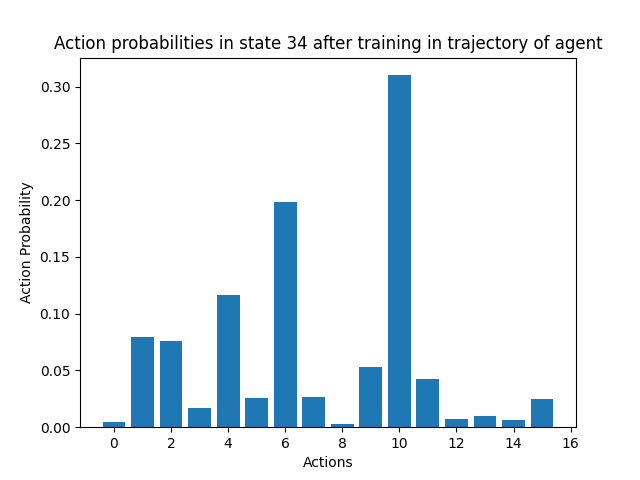 Action probabilities in state 34 after training in trajectory of agent
0.30
0.25
0.20
0.15
0.10
0.05
0.00
Action Probability
0 2 4 6 8 10 12 14 16
Actions